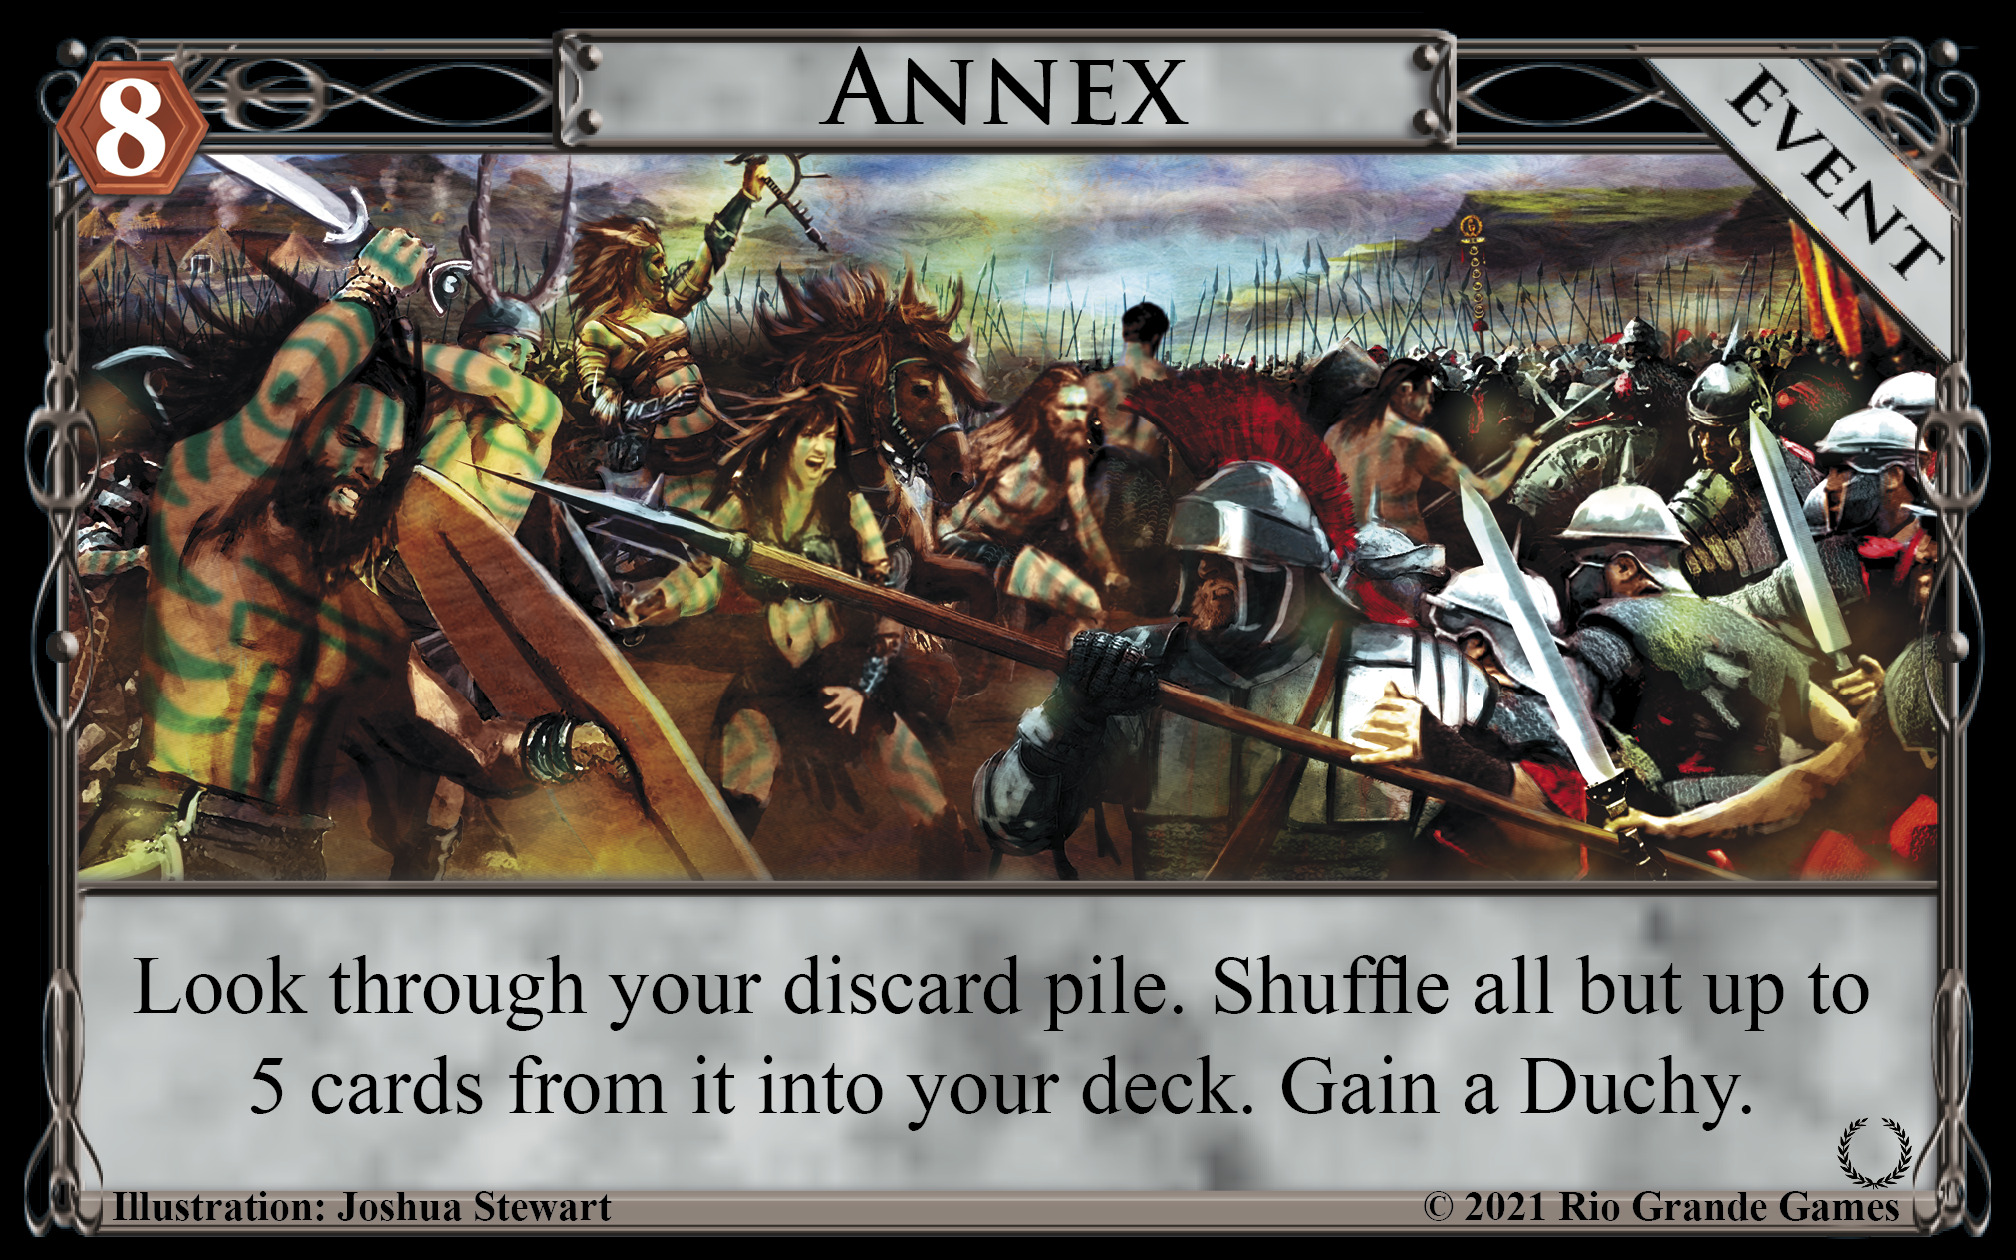 8
ANNEX
EVENT
Look through your discard pile. Shuffle all but up to
5 cards from it into your deck. Gain a Duchy.
Illustration: Joshua Stewart
© 2021 Rio Grande Games